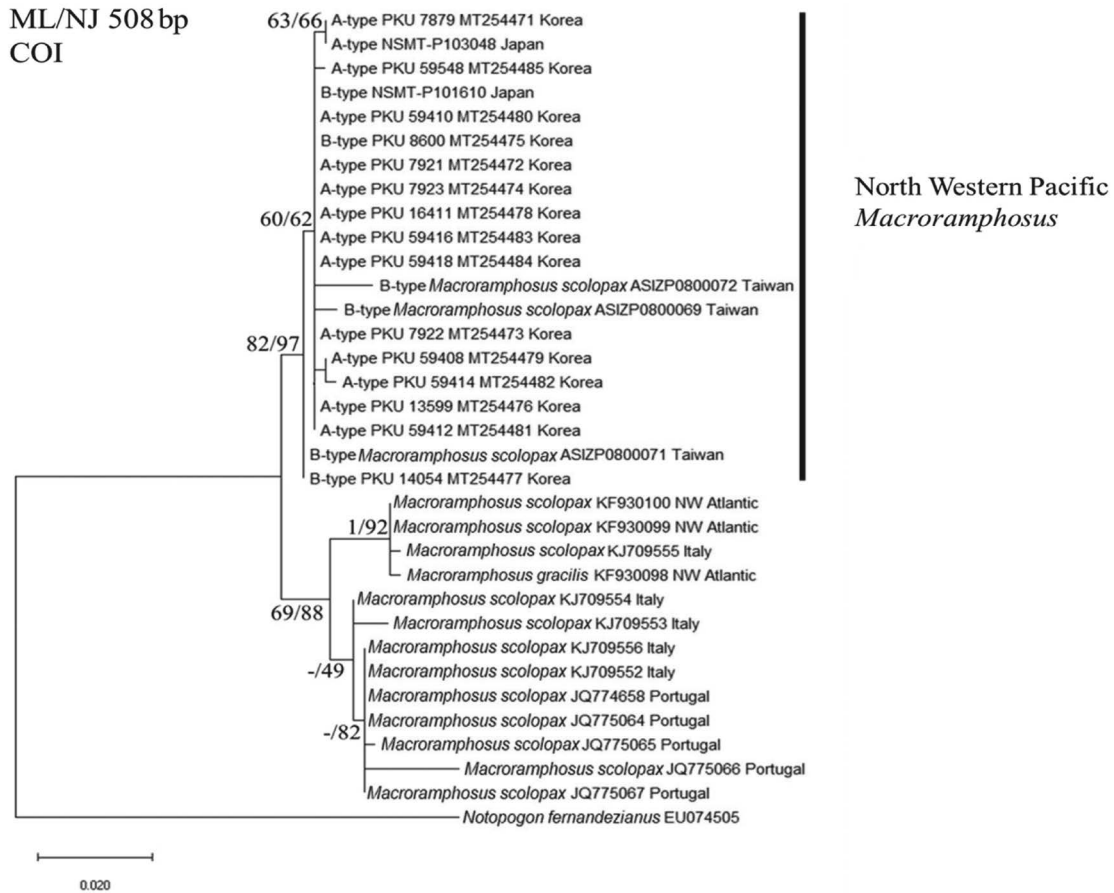 ML/NJ 508 bp
COI
63/66
A-type PKU 7879 MT254471 Korea
A-type NSMT-P103048 Japan
A-type PKU 59548 MT254485 Korea
B-type NSMT-P101610 Japan
A-type PKU 59410 MT254480 Korea
B-type PKU 8600 MT254475 Korea
A-type PKU 7921 MT254472 Korea
A-type PKU 7923 MT254474 Korea
A-type PKU 16411 MT254478 Korea
60/62
A-type PKU 59416 MT254483 Korea
A-type PKU 59418 MT254484 Korea
B-type Macroramphosus scolopax ASIZP0800072 Taiwan
B-type Macroramphosus scolopax ASIZP0800069 Taiwan
A-type PKU 7922 MT254473 Korea
82/97
A-type PKU 59408 MT254479 Korea
A-type PKU 59414 MT254482 Korea
A-type PKU 13599 MT254476 Korea
A-type PKU 59412 MT254481 Korea
B-type Macroramphosus scolopax ASIZP0800071 Taiwan
B-type PKU 14054 MT254477 Korea
North Western Pacific
Macroramphosus
Macroramphosus scolopax KF930100 NW Atlantic
1/92
Macroramphosus scolopax KF930099 NW Atlantic
Macroramphosus scolopax KJ709555 Italy
Macroramphosus gracilis KF930098 NW Atlantic
69/88
Macroramphosus scolopax KJ709554 Italy
Macroramphosus scolopax KJ709553 Italy
Macroramphosus scolopax KJ709556 Italy
-/49
Macroramphosus scolopax KJ709552 Italy
Macroramphosus scolopax JQ774658 Portugal
Macroramphosus scolopax JQ775064 Portugal
-/82
Macroramphosus scolopax JQ775065 Portugal
Macroramphosus scolopax JQ775066 Portugal
Macroramphosus scolopax JQ775067 Portugal
Notopogon fernandezianus EU074505
0.020